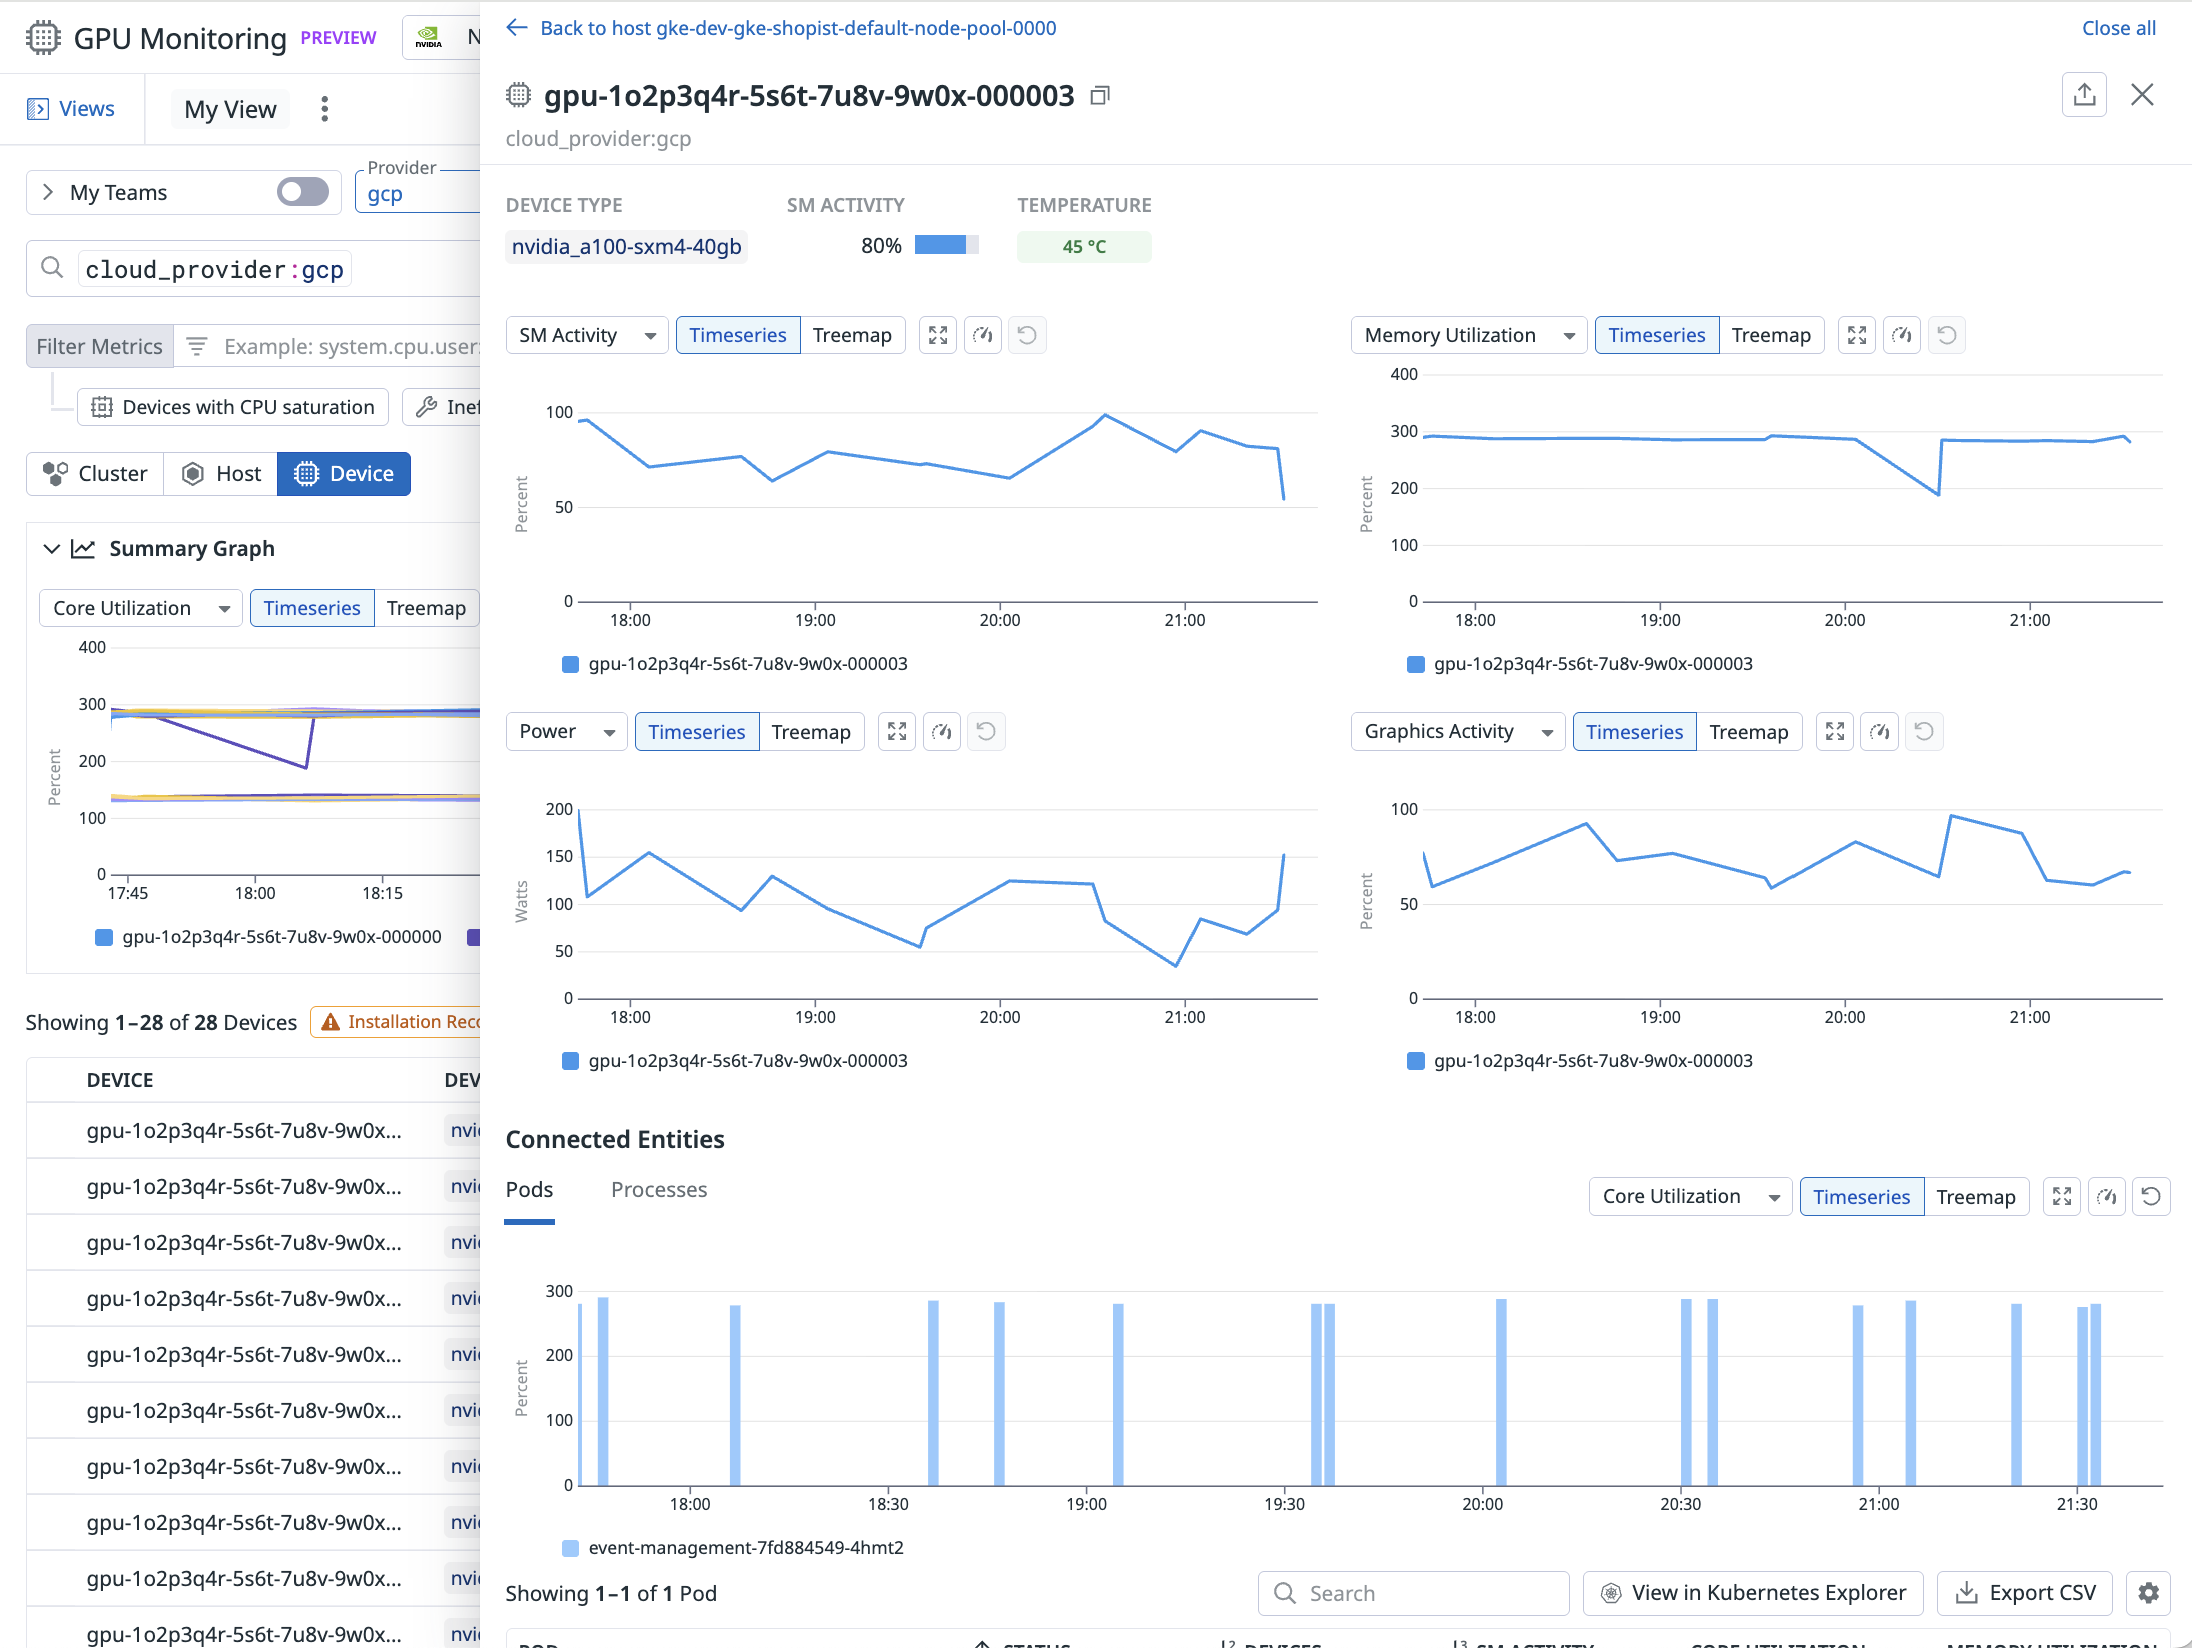 GPU Monitoring PREVIEW
NVIDIA N
Views
My View
My Teams
Provider
gcp
cloud_provider:gcp
Filter Metrics
Example: system.cpu.user:
Devices with CPU saturation
Inef
Cluster
Host
Device
Summary Graph
Core Utilization
Timeseries
Treemap
400
300
200
100
0
Percent
17:45
18:00
18:15
gpu-1o2p3q4r-5s6t-7u8v-9w0x-000000
Showing 1–28 of 28 Devices
Installation Reco
DEVICE
DEV
gpu-1o2p3q4r-5s6t-7u8v-9w0x... nvi
gpu-1o2p3q4r-5s6t-7u8v-9w0x... nvi
gpu-1o2p3q4r-5s6t-7u8v-9w0x... nvi
gpu-1o2p3q4r-5s6t-7u8v-9w0x... nvi
gpu-1o2p3q4r-5s6t-7u8v-9w0x... nvi
gpu-1o2p3q4r-5s6t-7u8v-9w0x... nvi
gpu-1o2p3q4r-5s6t-7u8v-9w0x... nvi
gpu-1o2p3q4r-5s6t-7u8v-9w0x... nvi
gpu-1o2p3q4r-5s6t-7u8v-9w0x... nvi
gpu-1o2p3q4r-5s6t-7u8v-9w0x... nvi
Back to host gke-dev-gke-shopist-default-node-pool-0000
Close all
gpu-1o2p3q4r-5s6t-7u8v-9w0x-000003
cloud_provider:gcp
DEVICE TYPE
nvidia_a100-sxm4-40gb
SM ACTIVITY
80%
TEMPERATURE
45 °C
SM Activity
Timeseries
Treemap
100
50
0
Percent
18:00
19:00
20:00
21:00
gpu-1o2p3q4r-5s6t-7u8v-9w0x-000003
Memory Utilization
Timeseries
Treemap
400
300
200
100
0
Percent
18:00
19:00
20:00
21:00
gpu-1o2p3q4r-5s6t-7u8v-9w0x-000003
Power
Timeseries
Treemap
200
150
100
50
0
Watts
18:00
19:00
20:00
21:00
gpu-1o2p3q4r-5s6t-7u8v-9w0x-000003
Graphics Activity
Timeseries
Treemap
100
50
0
Percent
18:00
19:00
20:00
21:00
gpu-1o2p3q4r-5s6t-7u8v-9w0x-000003
Connected Entities
Pods
Processes
Core Utilization
Timeseries
Treemap
300
200
100
0
Percent
18:00
18:30
19:00
19:30
20:00
20:30
21:00
21:30
event-management-7fd884549-4hmt2
Showing 1–1 of 1 Pod
Search
View in Kubernetes Explorer
Export CSV
POD
STATUS
2 DEVICES
3 SM ACTIVITY
CORE UTILIZATION
MEMORY UTILIZATION